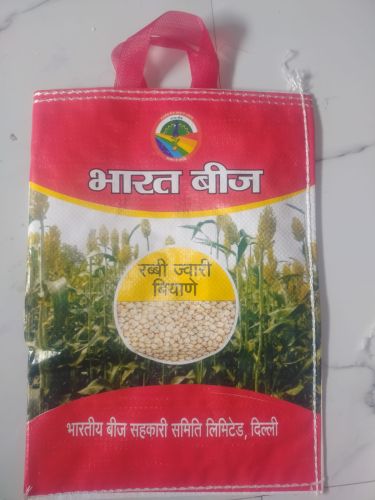 भारत बीज
रब्बी ज्वारी
बियाणे
भारतीय बीज सहकारी समिति लिमिटेड, दिल्ली